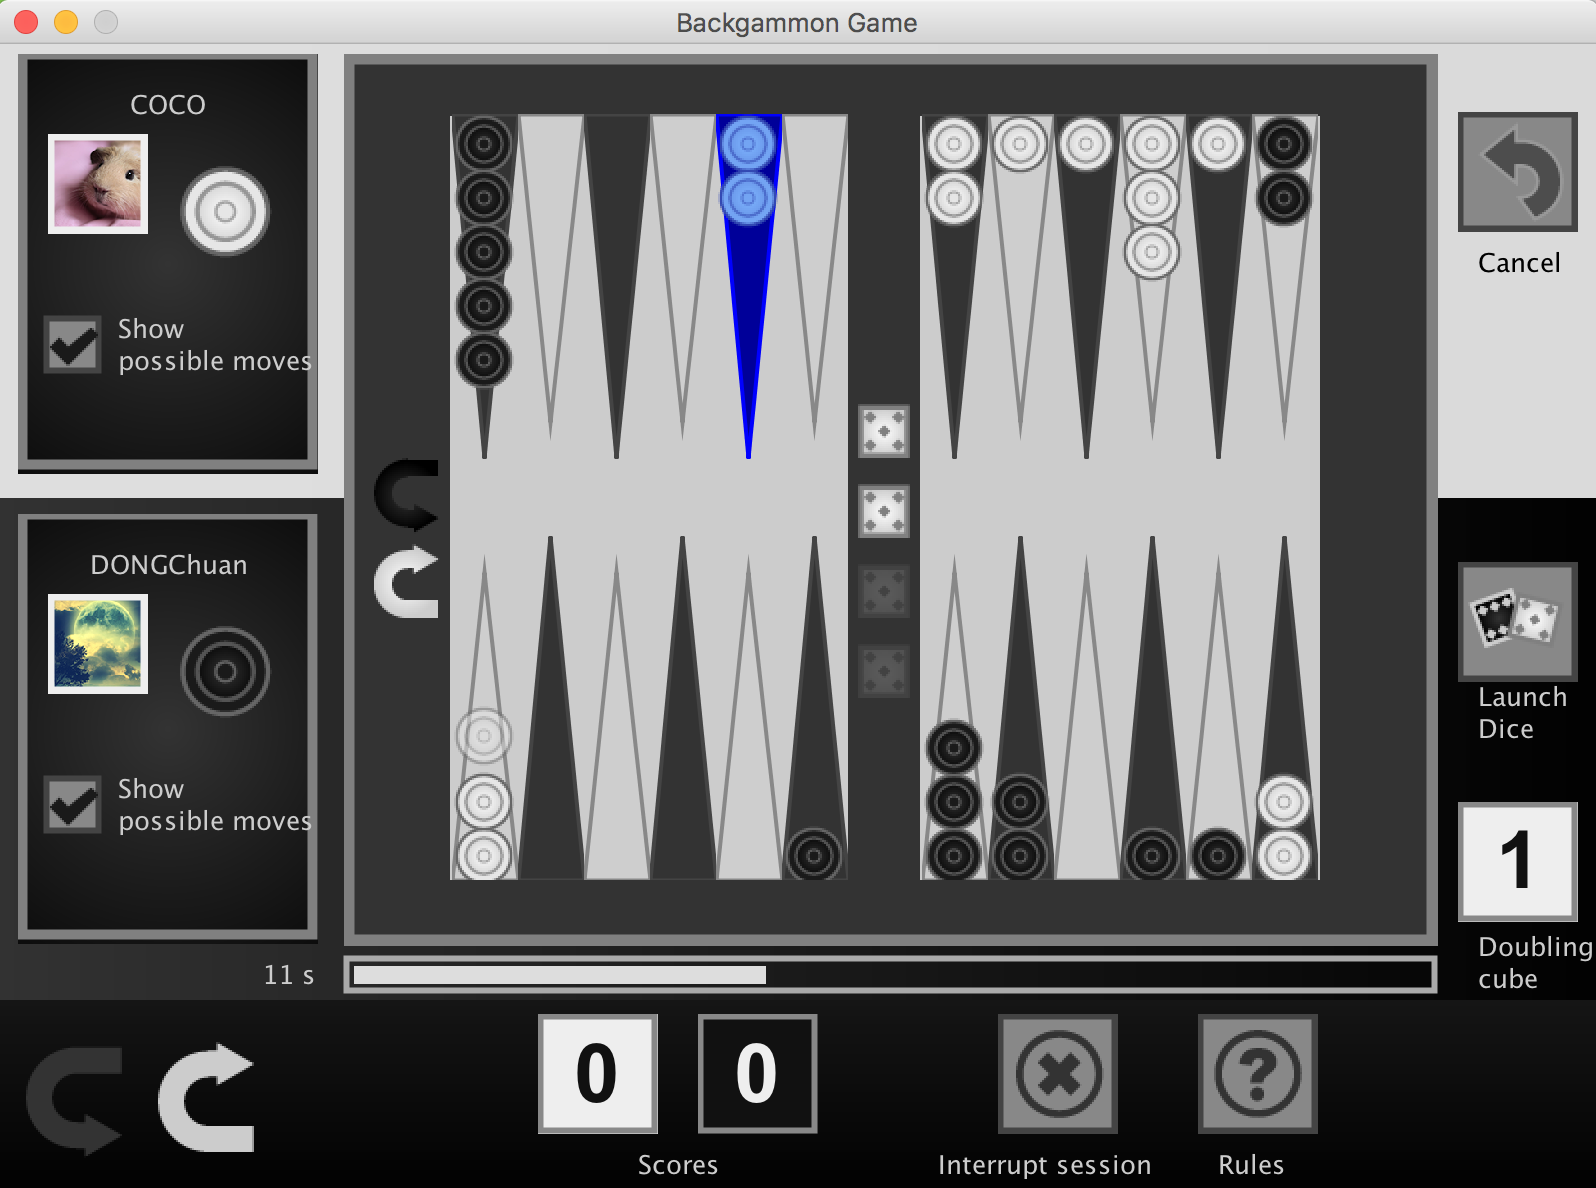 Backgammon Game
COCO
Show
possible moves
Cancel
DONGChuan
Show
possible moves
Launch
Dice
1
Doubling
cube
11 s
0
0
Scores
Interrupt session
Rules